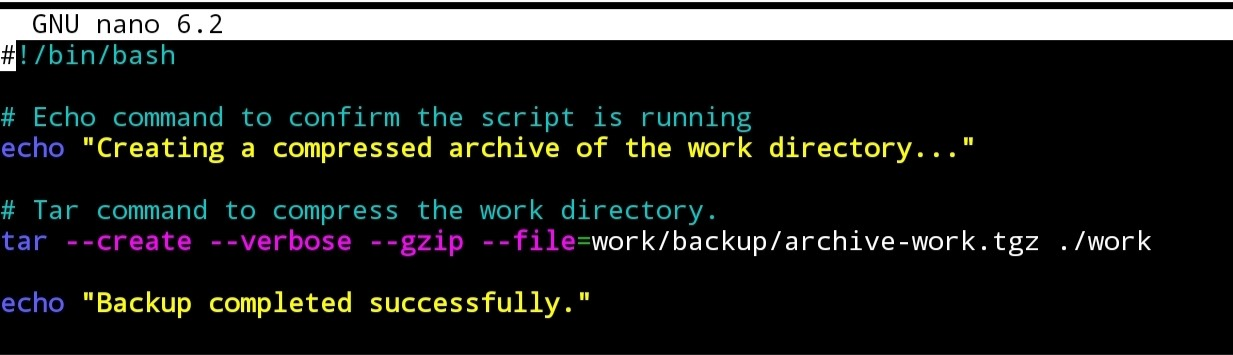 GNU nano 6.2
#!/bin/bash
# Echo command to confirm the script is running
echo "Creating a compressed archive of the work directory..."
# Tar command to compress the work directory.
tar --create --verbose --gzip --file=work/backup/archive-work.tgz ./work
echo "Backup completed successfully."